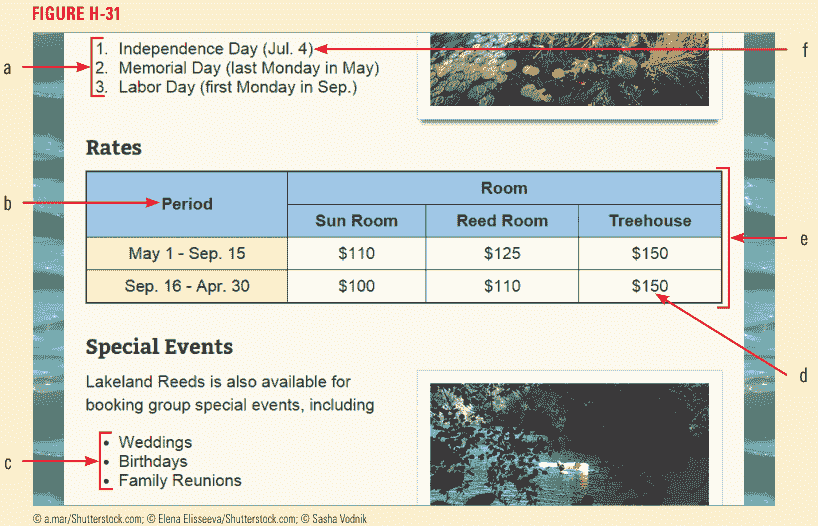 FIGURE H-31
1. Independence Day (Jul. 4)
f
a
2. Memorial Day (last Monday in May)
3. Labor Day (first Monday in Sep.)
Rates
b
Period
Room
Sun Room Reed Room Treehouse
e
May 1 - Sep. 15 $110 $125 $150
Sep. 16 - Apr. 30 $100 $110 $150
Special Events
d
Lakeland Reeds is also available for
booking group special events, including
• Weddings
c
• Birthdays
• Family Reunions
© a.mar/Shutterstock.com; © Elena Elisseeva/Shutterstock.com; © Sasha Vodnik